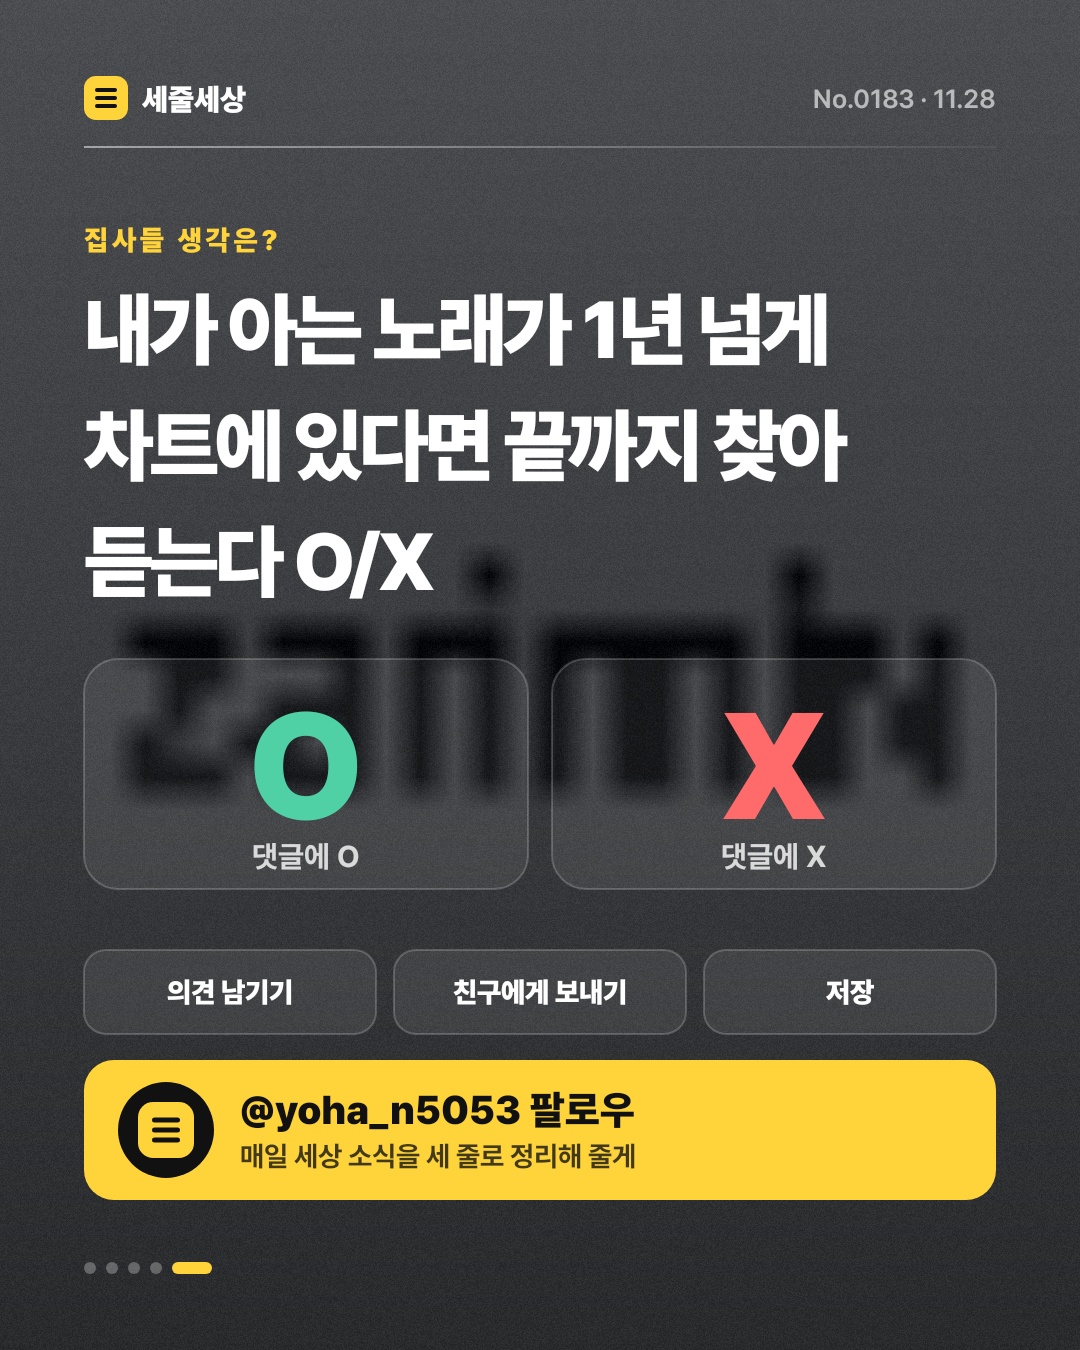 세줄세상
No.0183 · 11.28
집사들 생각은?
내가 아는 노래가 1년 넘게
차트에 있다면 끝까지 찾아
듣는다 O/X
O
댓글에 O
X
댓글에 X
의견 남기기
친구에게 보내기
저장
@yoha_n5053 팔로우
매일 세상 소식을 세 줄로 정리해 줄게